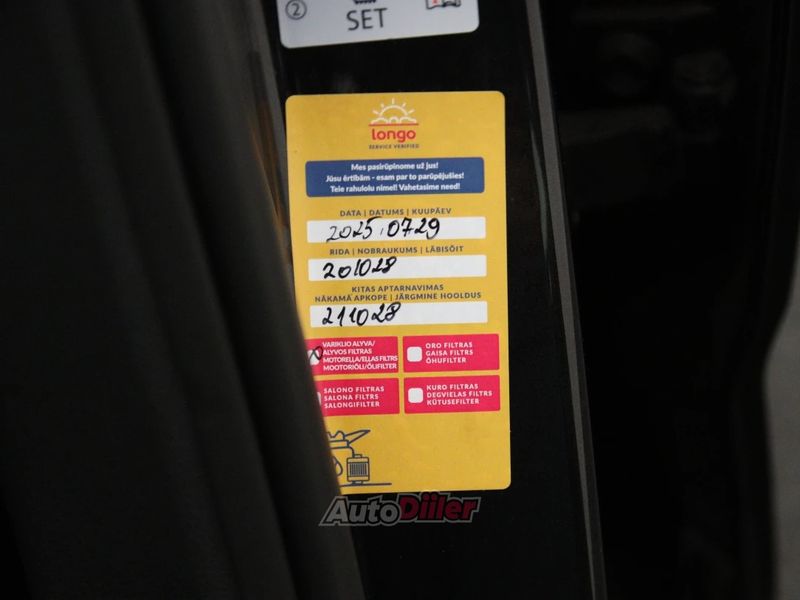 2
SET
longo
SERVICE VERIFIED
Mes pasirūpinome už jus!
Jūsu ērtībām - esam par to parūpējušies!
Teie rahulolu nimel! Vahetasime need!
DATA | DATUMS | KUUPÄEV
2025.07.29
RIDA | NOBRAUKUMS | LÄBISÕIT
201028
KITAS APTARNAVIMAS
NĀKAMĀ APKOPE | JÄRGMINE HOOLDUS
211028
VARIKLIO ALYVA/
ALYVOS FILTRAS
MOTOREĻĻA/EĻĻAS FILTRS
MOOTORIÕLI/ÕLIFILTER
ORO FILTRAS
GAISA FILTRS
ÕHUFILTER
SALONO FILTRAS
SALONA FILTRS
SALONGIFILTER
KURO FILTRAS
DEGVIELAS FILTRS
KÜTUSEFILTER
AutoDiiler